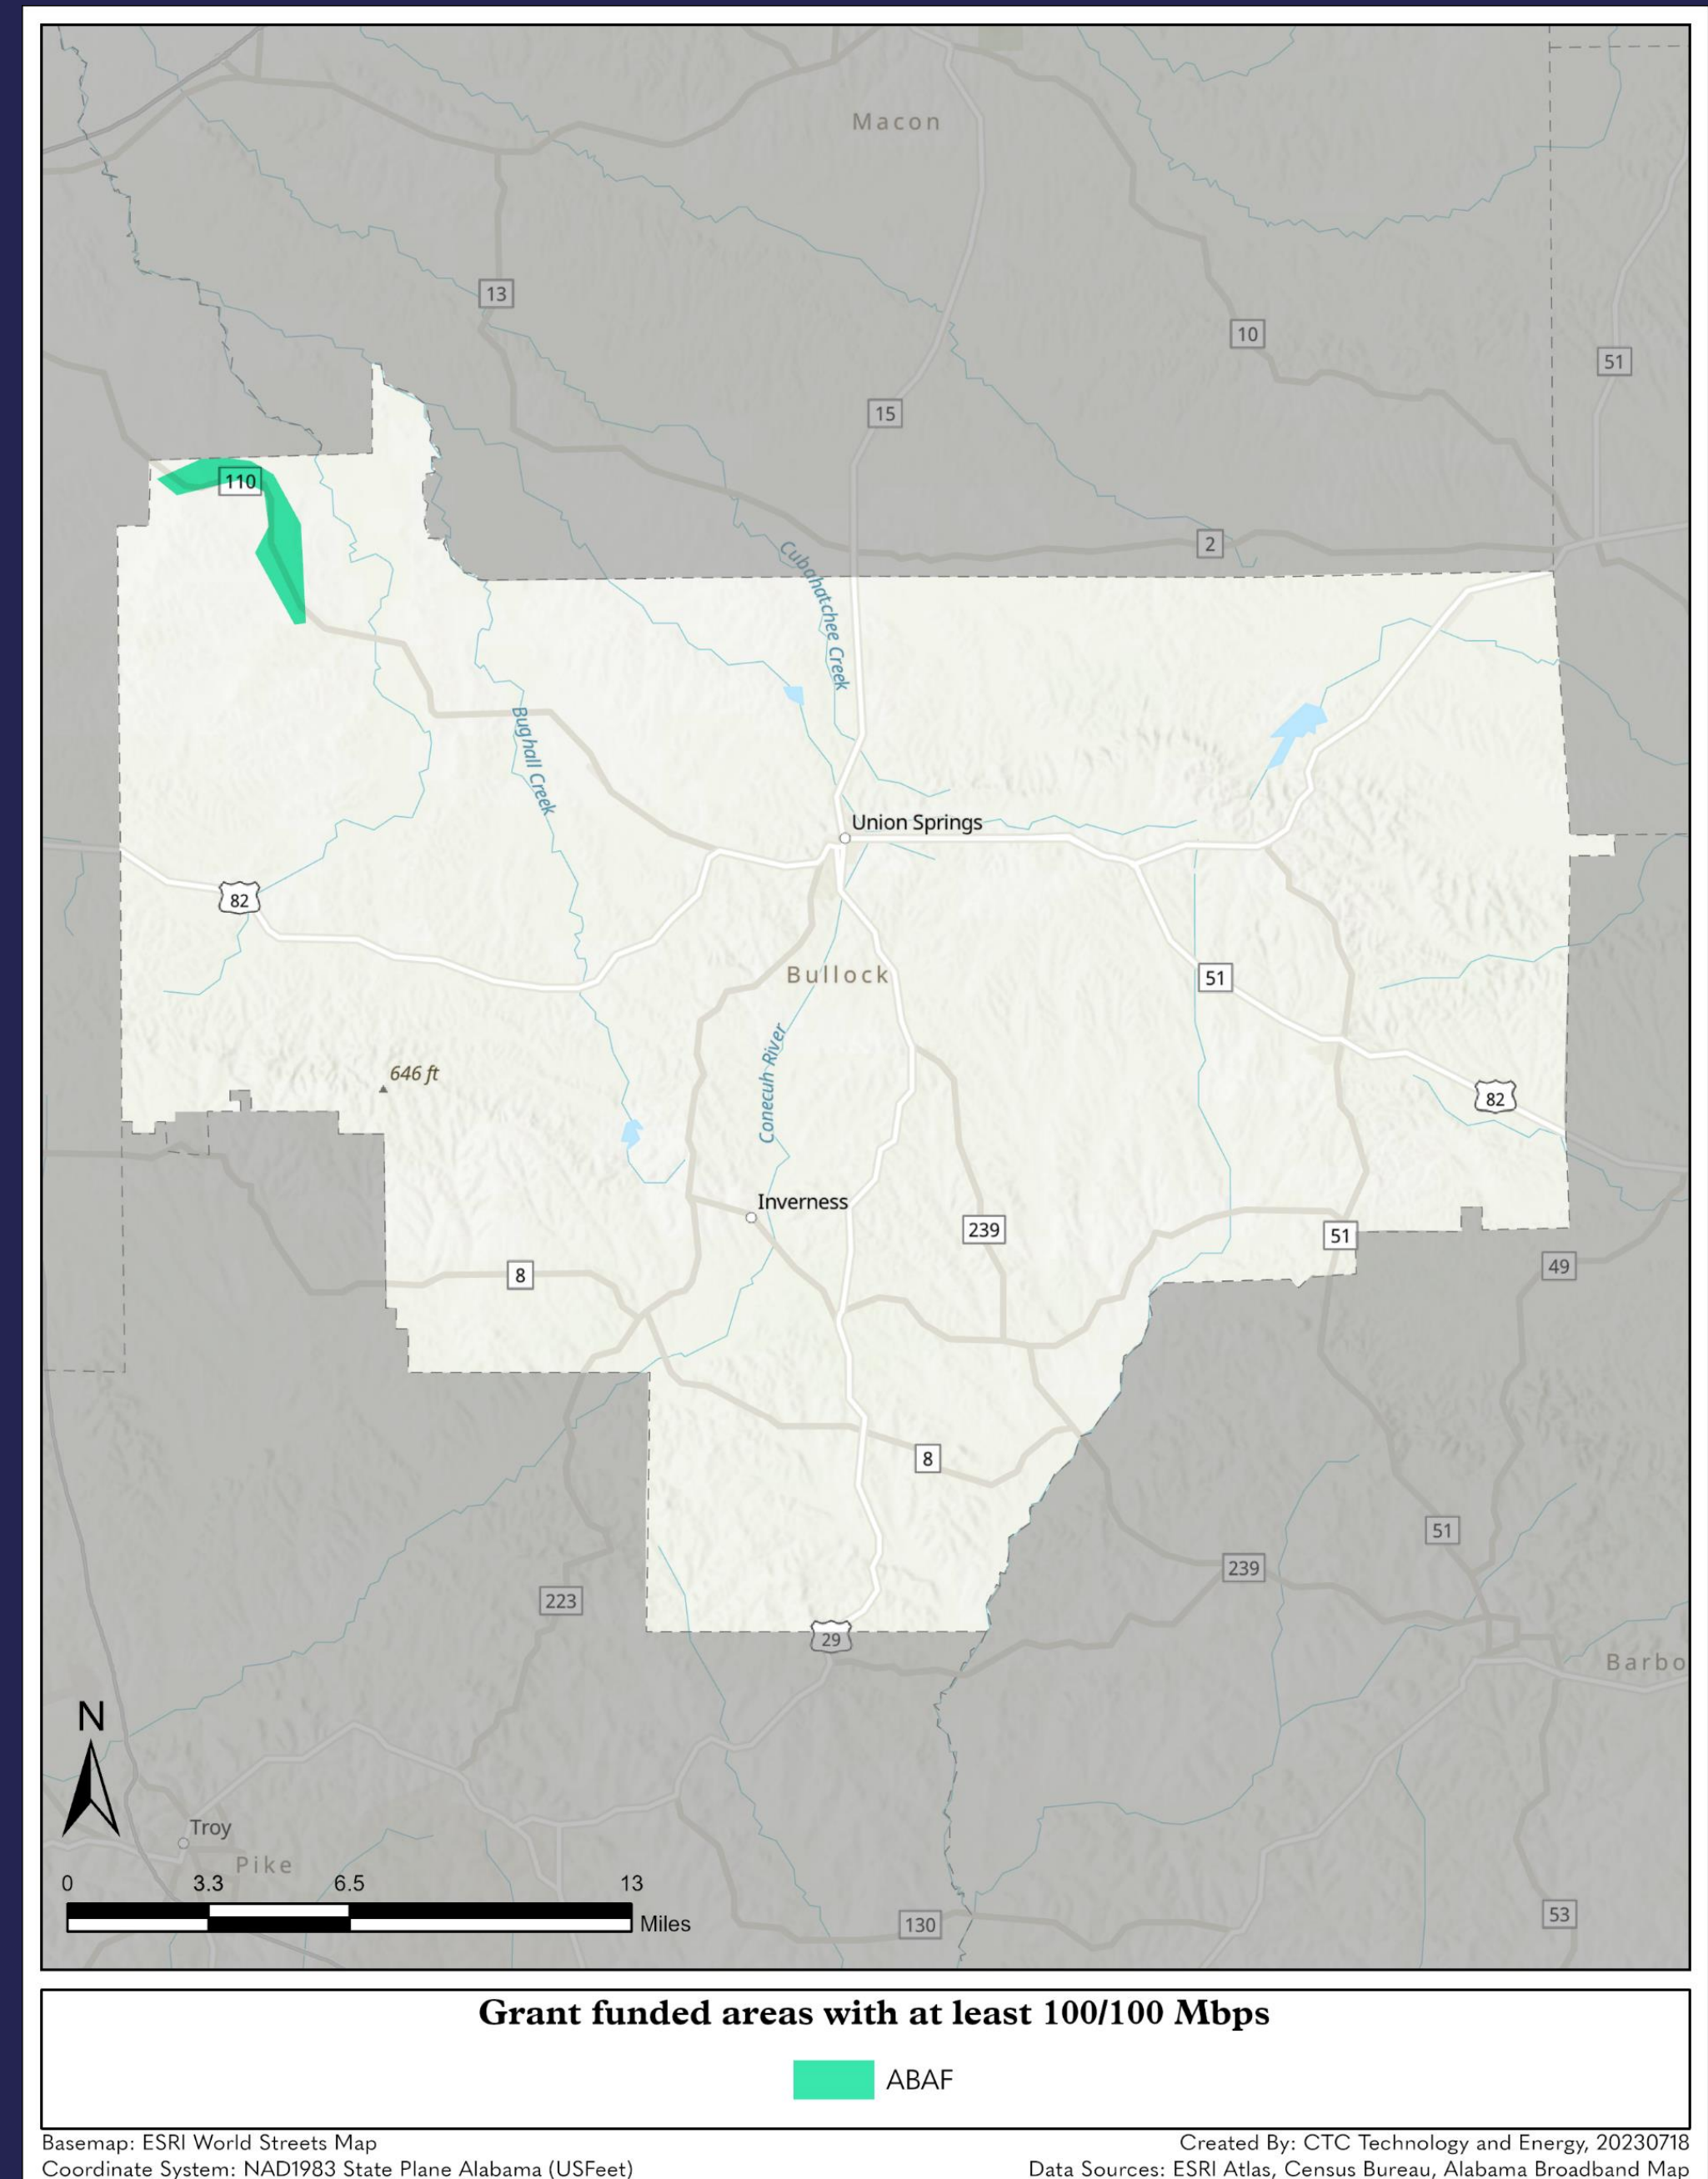 Macon
13
10
51
15
110
2
Cubahatchee Creek
Bughall Creek
Union Springs
82
Bullock
51
646 ft
Conecuh River
82
Inverness
239
51
8
49
8
51
239
223
29
Barbo
N
Troy
Pike
0 3.3 6.5 13
Miles
130
53
Grant funded areas with at least 100/100 Mbps
ABAF
Basemap: ESRI World Streets Map
Created By: CTC Technology and Energy, 20230718
Coordinate System: NAD1983 State Plane Alabama (USFeet)
Data Sources: ESRI Atlas, Census Bureau, Alabama Broadband Map